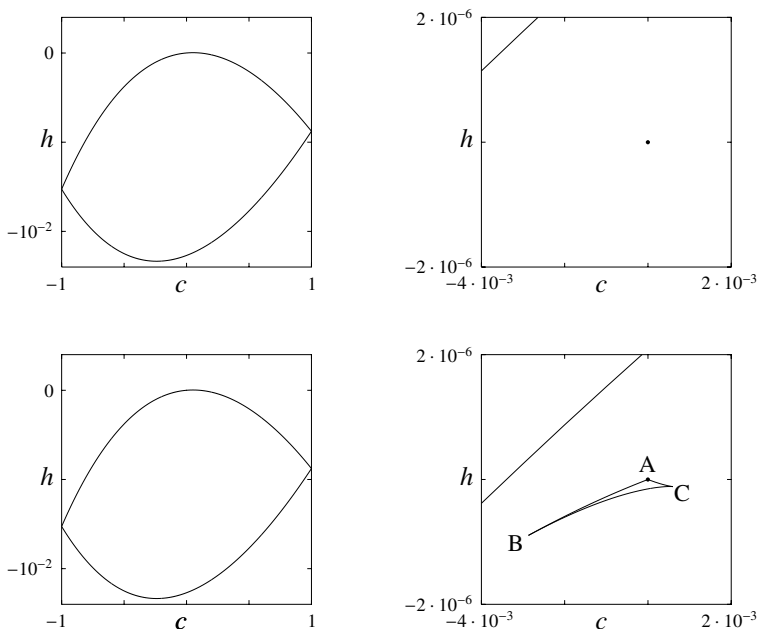 0
h
−10⁻²
−1
c
1
2 · 10⁻⁶
h
−2 · 10⁻⁶
−4 · 10⁻³
c
2 · 10⁻³
0
h
−10⁻²
−1
c
1
2 · 10⁻⁶
A
h
C
B
−2 · 10⁻⁶
−4 · 10⁻³
c
2 · 10⁻³